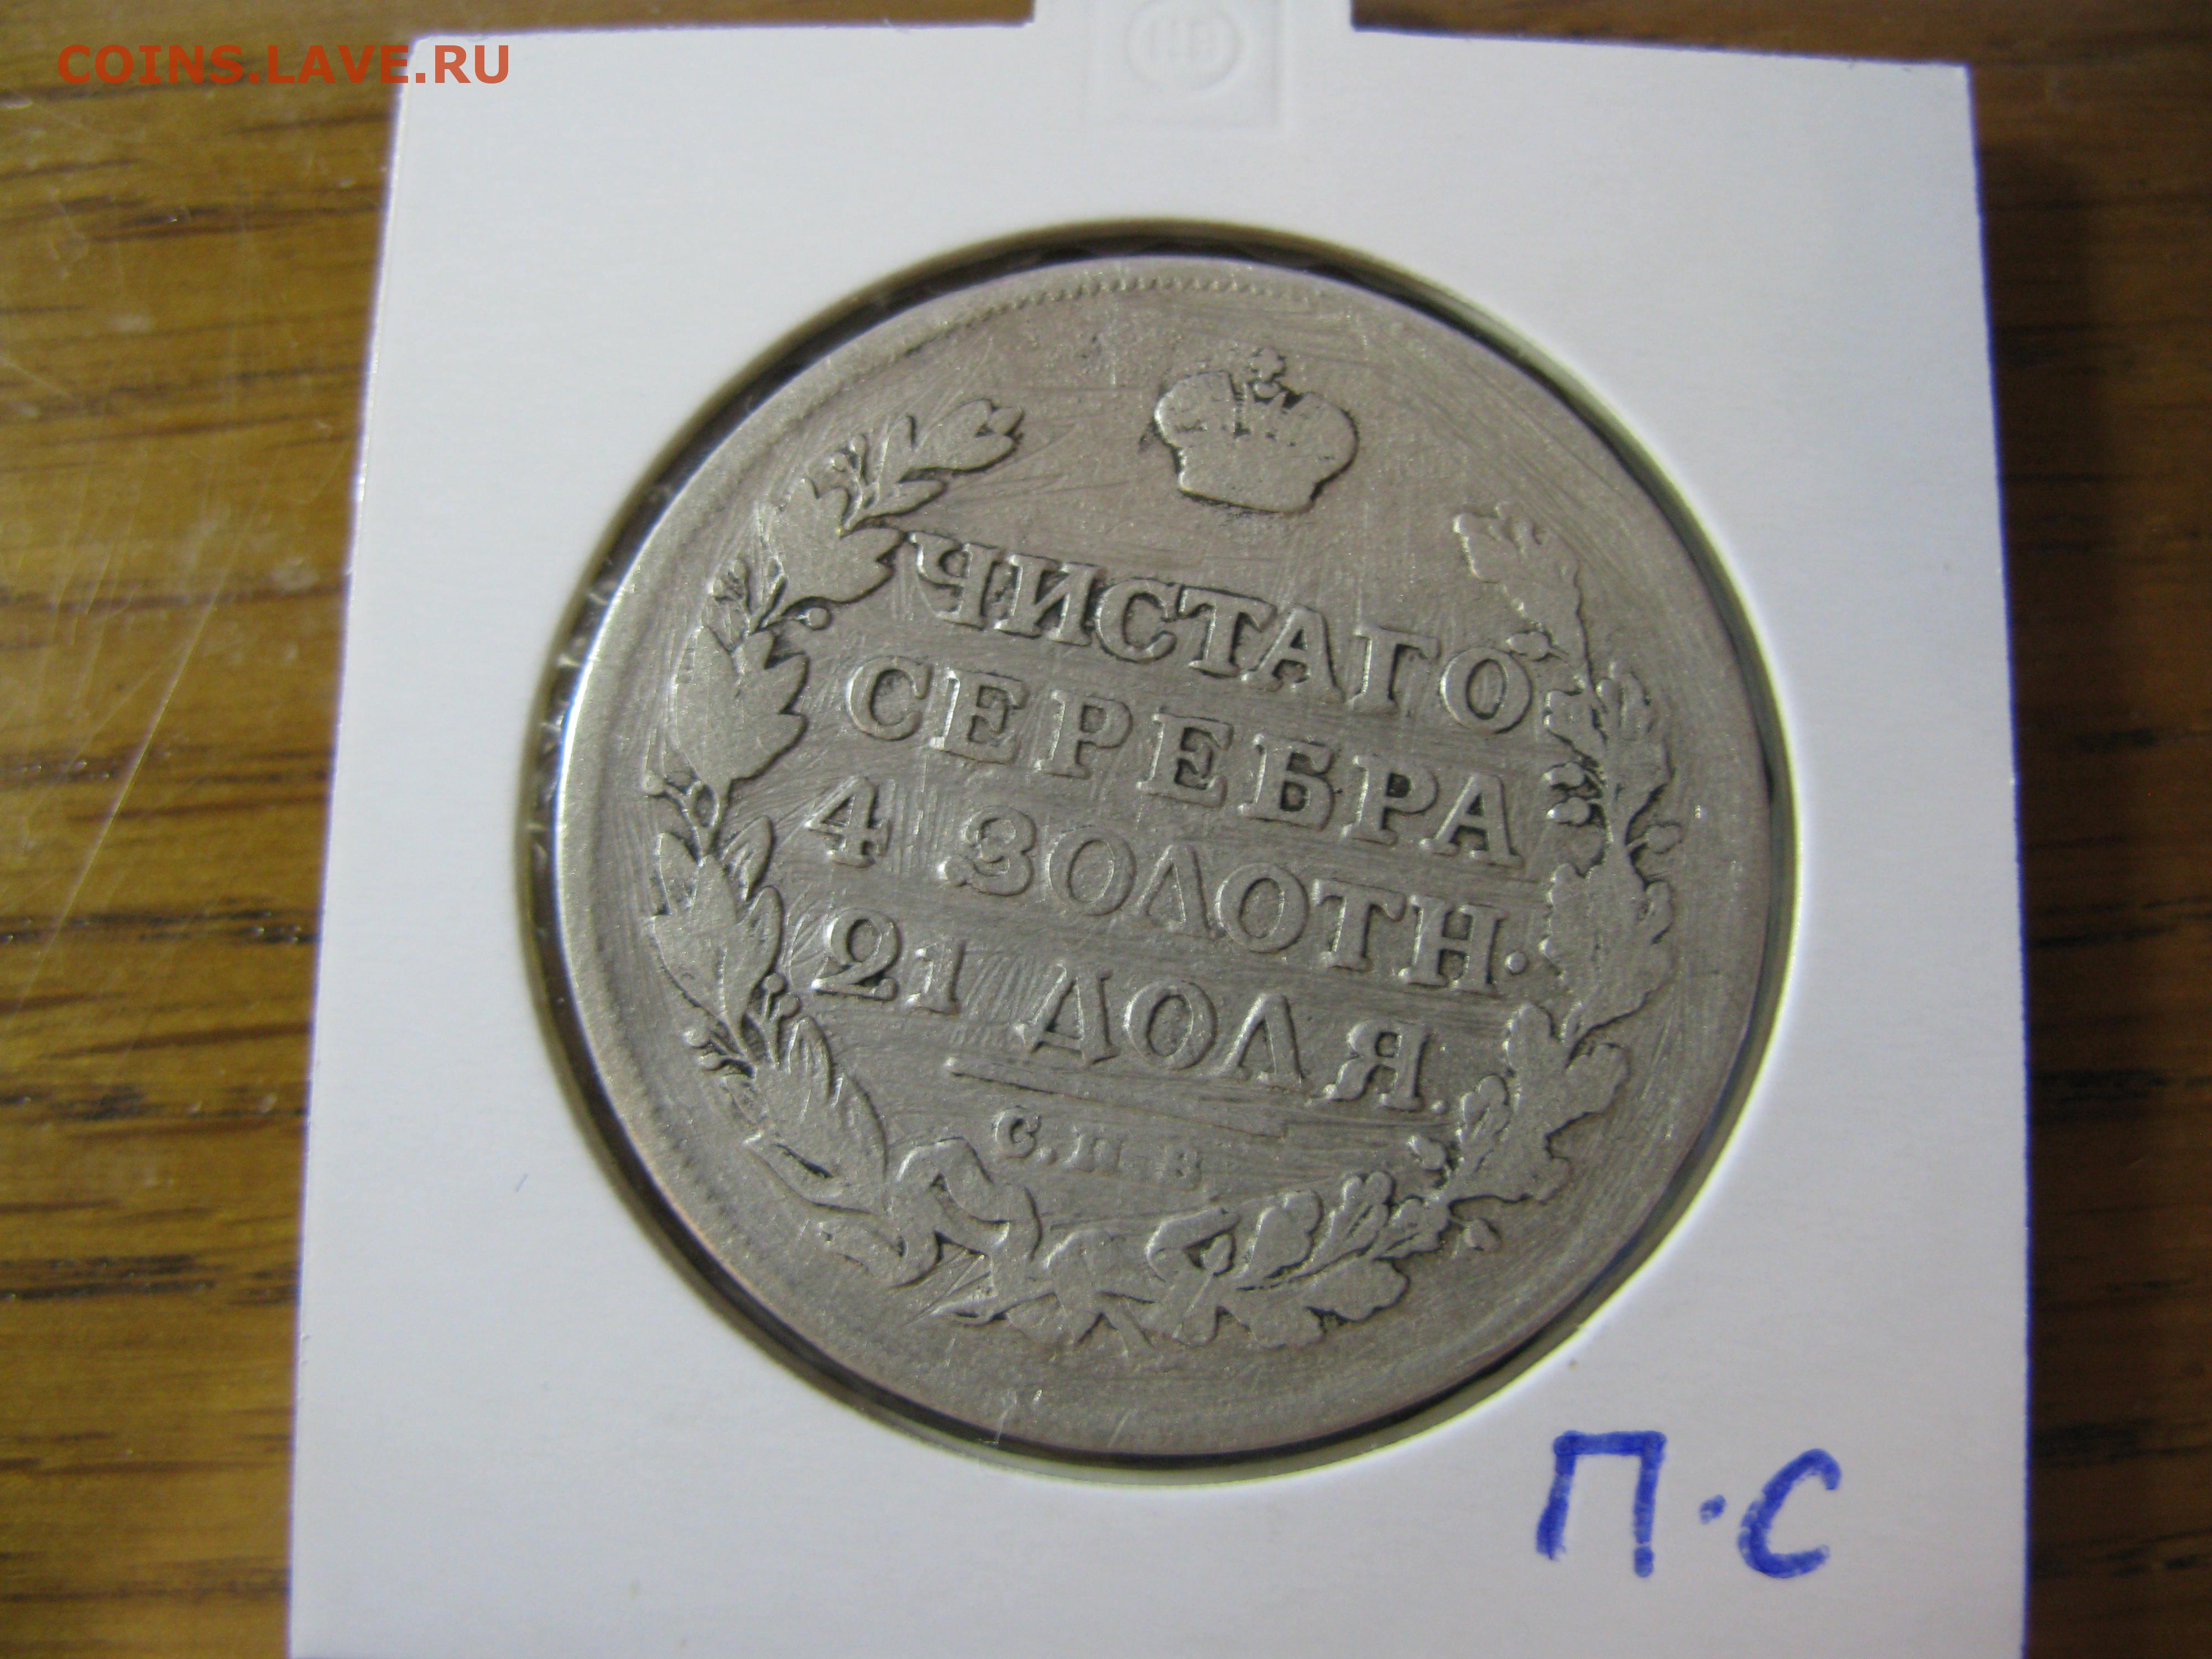 COINS.LAVE.RU
ЧИСТАГО
СЕРЕБРА
4 ЗОЛОТН.
21 ДОЛЯ.
С.П.Б.
П.С